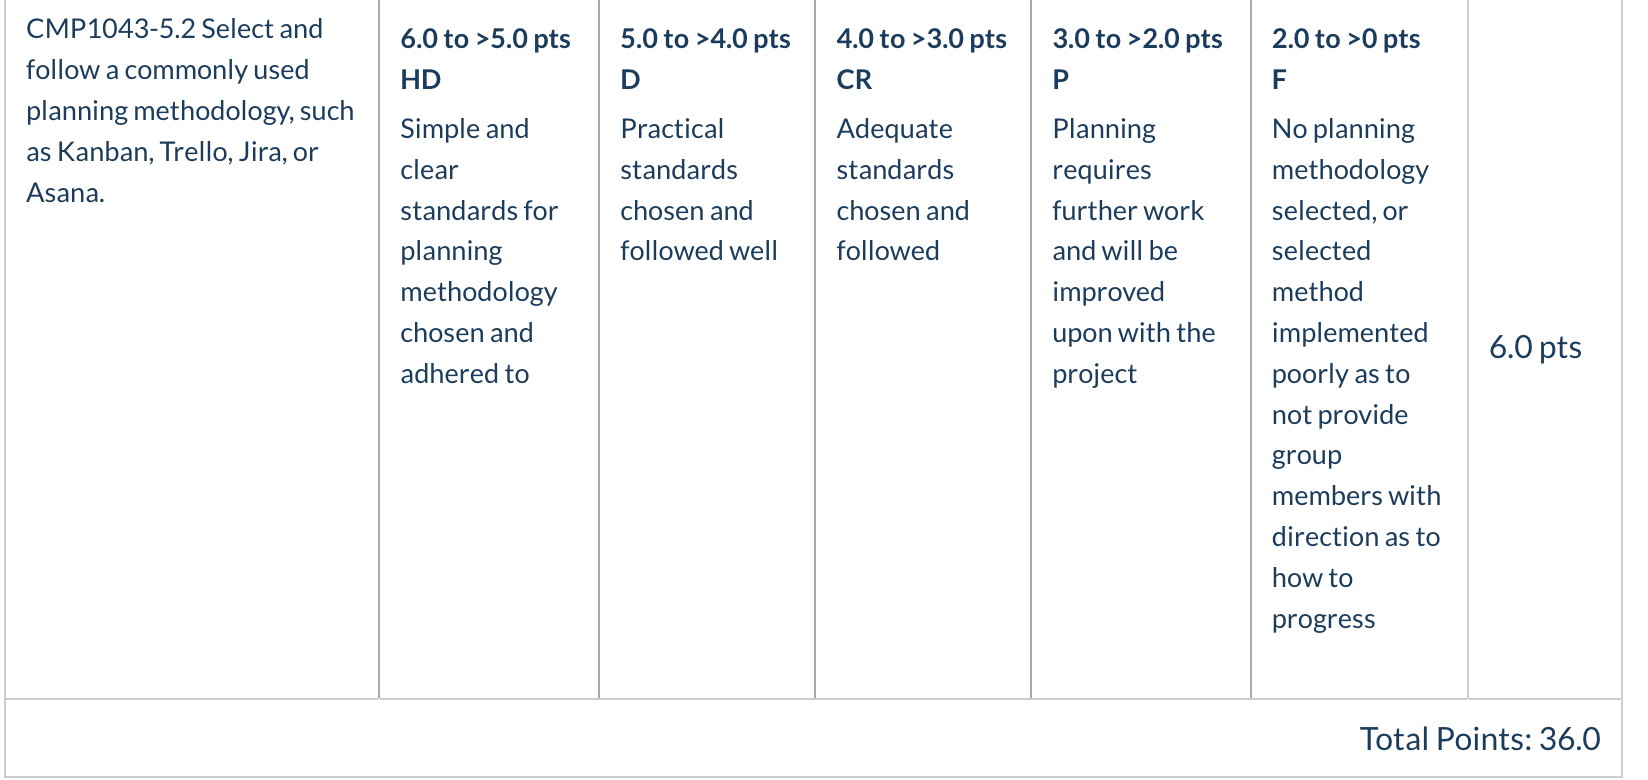 CMP1043-5.2 Select and
follow a commonly used
planning methodology, such
as Kanban, Trello, Jira, or
Asana.
6.0 to >5.0 pts
HD
Simple and
clear
standards for
planning
methodology
chosen and
adhered to
5.0 to >4.0 pts
D
Practical
standards
chosen and
followed well
4.0 to >3.0 pts
CR
Adequate
standards
chosen and
followed
3.0 to >2.0 pts
P
Planning
requires
further work
and will be
improved
upon with the
project
2.0 to >0 pts
F
No planning
methodology
selected, or
selected
method
implemented
poorly as to
not provide
group
members with
direction as to
how to
progress
6.0 pts
Total Points: 36.0